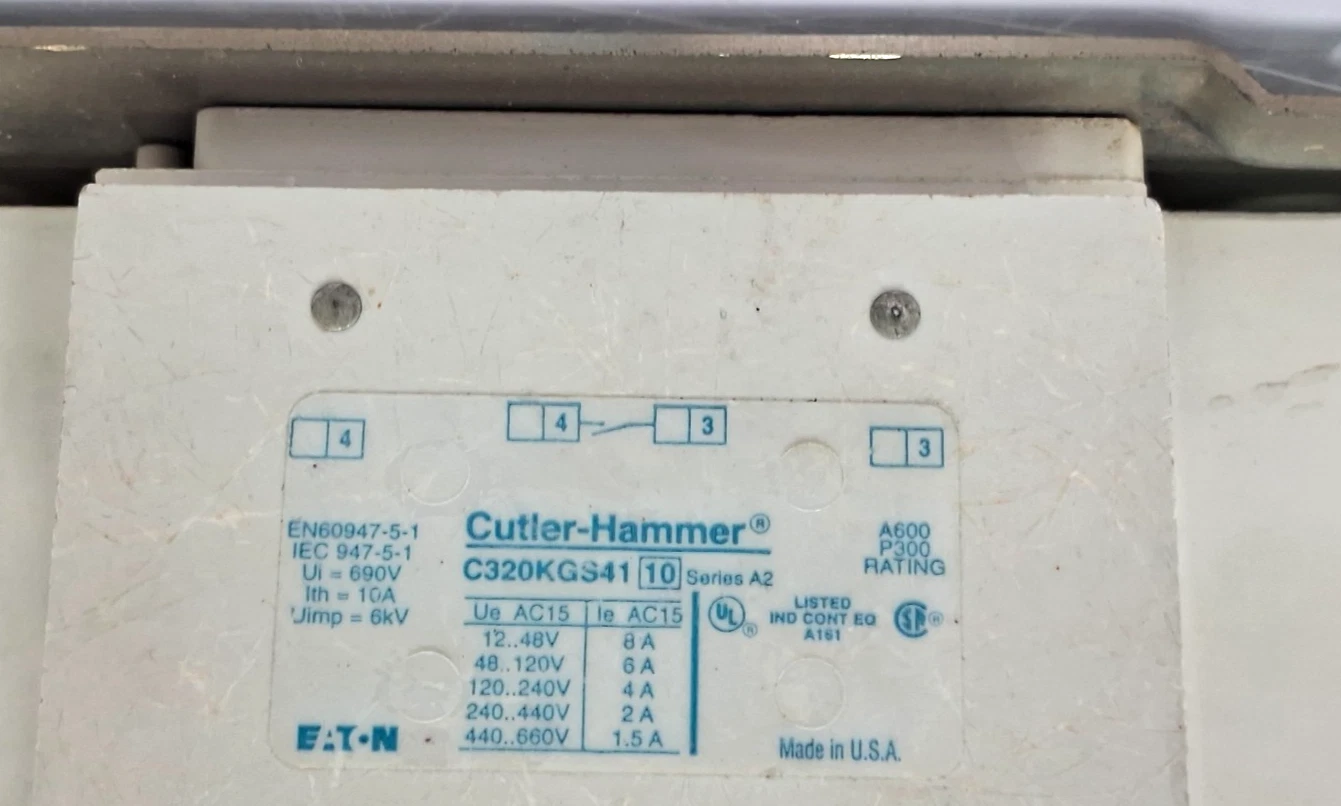 4
4 3
3
EN60947-5-1
IEC 947-5-1
Ui = 690V
Ith = 10A
Uimp = 6kV
Cutler-Hammer®
C320KGS41 10 Series A2
Ue AC15 Ie AC15
12..48V 8 A
48..120V 6 A
120..240V 4 A
240..440V 2 A
440..660V 1.5 A
A600
P300
RATING
UL ®
LISTED
IND CONT EQ
A161
SA ®
EATON
Made in U.S.A.